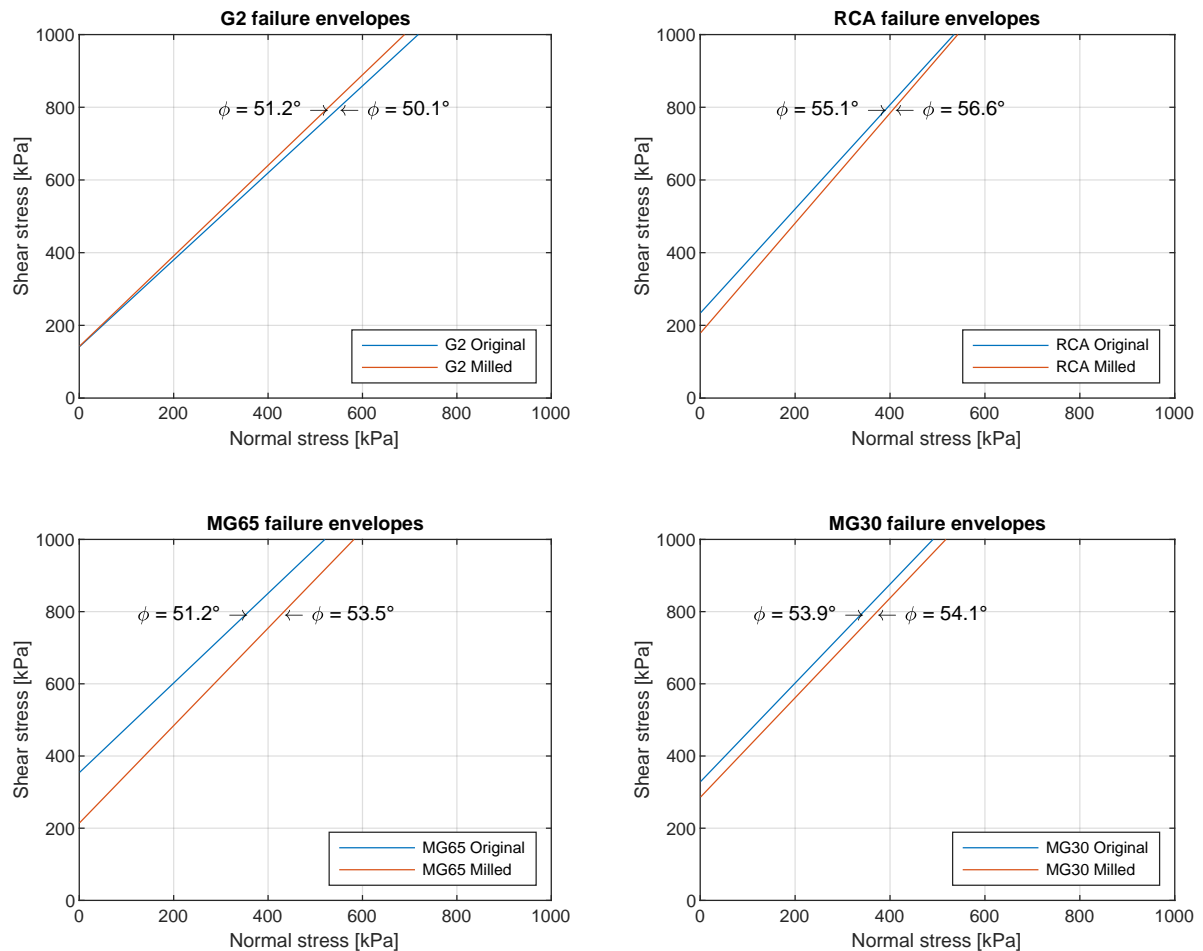 G2 failure envelopes
1000
800
600
400
200
0
Shear stress [kPa]
ϕ = 51.2°
ϕ = 50.1°
G2 Original
G2 Milled
0 200 400 600 800 1000
Normal stress [kPa]
RCA failure envelopes
1000
800
600
400
200
0
Shear stress [kPa]
ϕ = 55.1°
ϕ = 56.6°
RCA Original
RCA Milled
0 200 400 600 800 1000
Normal stress [kPa]
MG65 failure envelopes
1000
800
600
400
200
0
Shear stress [kPa]
ϕ = 51.2°
ϕ = 53.5°
MG65 Original
MG65 Milled
0 200 400 600 800 1000
Normal stress [kPa]
MG30 failure envelopes
1000
800
600
400
200
0
Shear stress [kPa]
ϕ = 53.9°
ϕ = 54.1°
MG30 Original
MG30 Milled
0 200 400 600 800 1000
Normal stress [kPa]